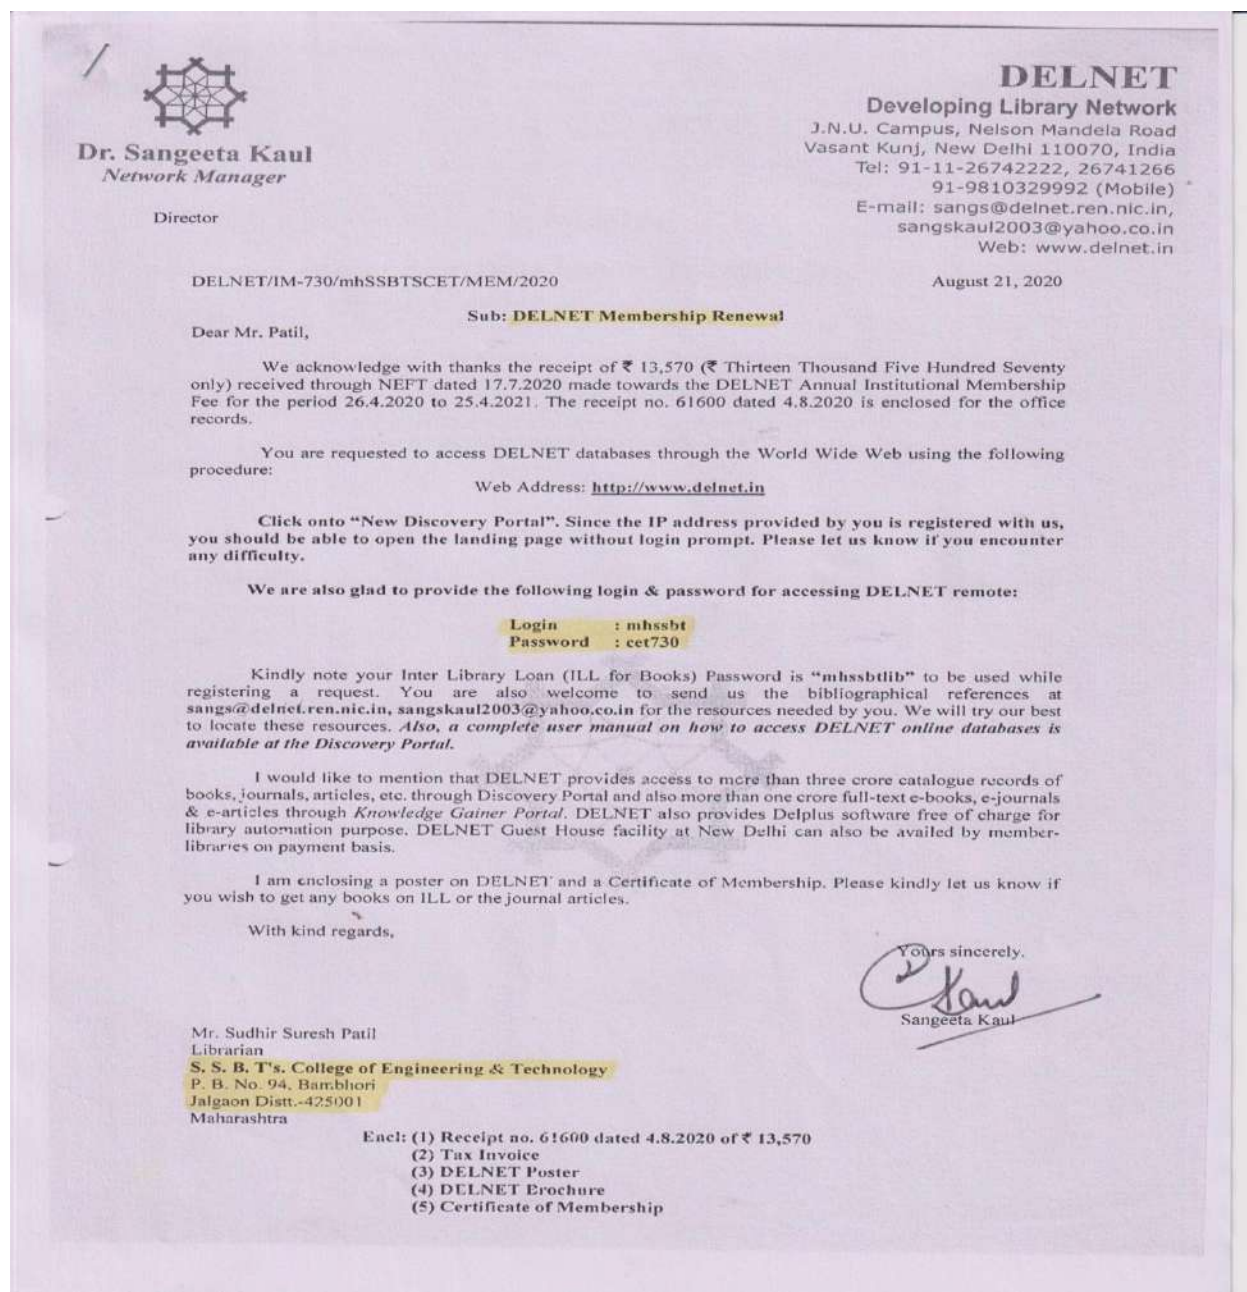 DELNET
Developing Library Network
J.N.U. Campus, Nelson Mandela Road
Vasant Kunj, New Delhi 110070, India
Tel: 91-11-26742222, 26741266
91-9810329992 (Mobile)
E-mail: sangs@delnet.ren.nic.in,
sangskaul2003@yahoo.co.in
Web: www.delnet.in
Dr. Sangeeta Kaul
Network Manager
Director
DELNET/IM-730/mhSSBTSCET/MEM/2020 August 21, 2020
Sub: DELNET Membership Renewal
Dear Mr. Patil,
We acknowledge with thanks the receipt of ₹ 13,570 (₹ Thirteen Thousand Five Hundred Seventy
only) received through NEFT dated 17.7.2020 made towards the DELNET Annual Institutional Membership
Fee for the period 26.4.2020 to 25.4.2021. The receipt no. 61600 dated 4.8.2020 is enclosed for the office
records.
You are requested to access DELNET databases through the World Wide Web using the following
procedure:
Web Address: http://www.delnet.in
Click onto “New Discovery Portal”. Since the IP address provided by you is registered with us,
you should be able to open the landing page without login prompt. Please let us know if you encounter
any difficulty.
We are also glad to provide the following login & password for accessing DELNET remote:
Login : mhssbt
Password : cet730
Kindly note your Inter Library Loan (ILL for Books) Password is “mhssbtlib” to be used while
registering a request. You are also welcome to send us the bibliographical references at
sangs@delnet.ren.nic.in, sangskaul2003@yahoo.co.in for the resources needed by you. We will try our best
to locate these resources. Also, a complete user manual on how to access DELNET online databases is
available at the Discovery Portal.
I would like to mention that DELNET provides access to more than three crore catalogue records of
books, journals, articles, etc. through Discovery Portal and also more than one crore full-text e-books, e-journals
& e-articles through Knowledge Gainer Portal. DELNET also provides Delplus software free of charge for
library automation purpose. DELNET Guest House facility at New Delhi can also be availed by member-
libraries on payment basis.
I am enclosing a poster on DELNET and a Certificate of Membership. Please kindly let us know if
you wish to get any books on ILL or the journal articles.
With kind regards,
Yours sincerely,
Kaul
Sangeeta Kaul
Mr. Sudhir Suresh Patil
Librarian
S. S. B. T's. College of Engineering & Technology
P. B. No. 94, Bambhori
Jalgaon Distt.-425001
Maharashtra
Encl: (1) Receipt no. 61600 dated 4.8.2020 of ₹ 13,570
(2) Tax Invoice
(3) DELNET Poster
(4) DELNET Brochure
(5) Certificate of Membership